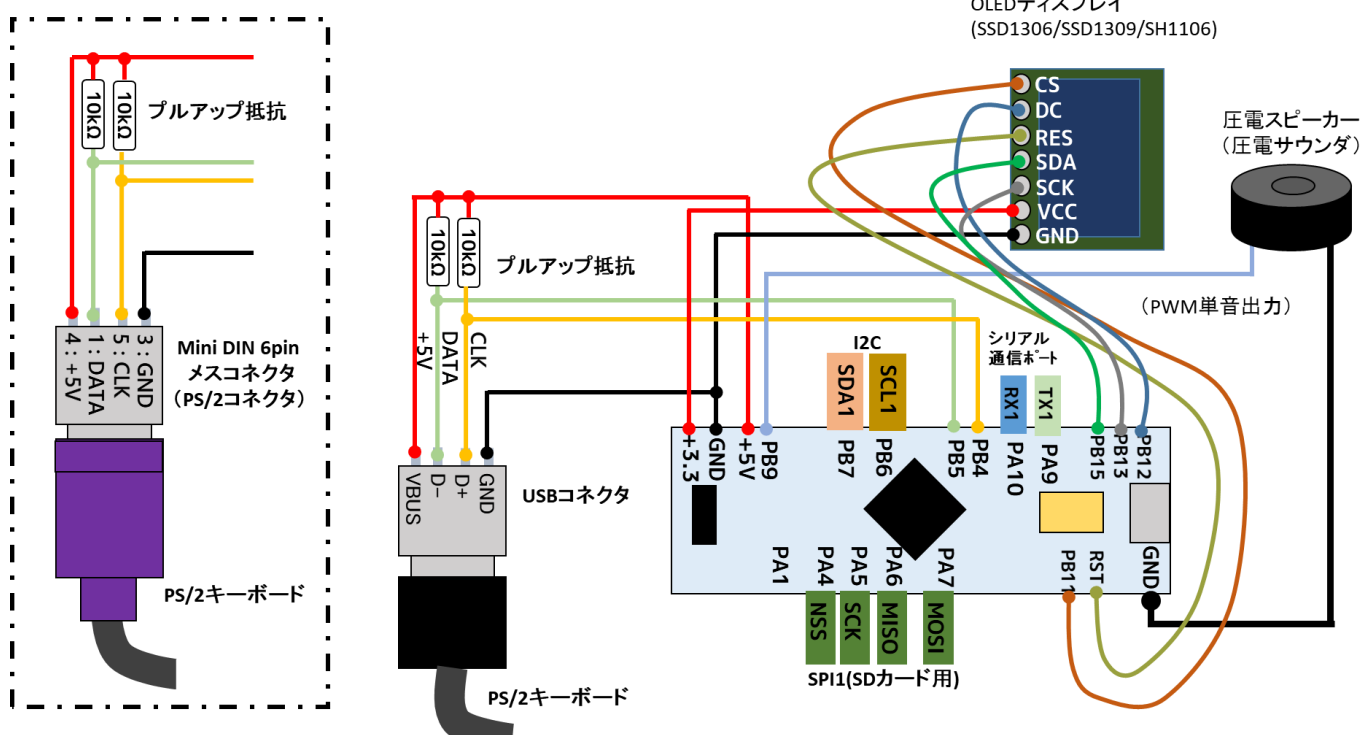 OLEDディスプレイ
(SSD1306/SSD1309/SH1106)
CS
DC
RES
SDA
SCK
VCC
GND
圧電スピーカー
（圧電サウンダ）
（PWM単音出力）
10kΩ
10kΩ
プルアップ抵抗
4：+5V
1：DATA
5：CLK
3：GND
Mini DIN 6pin
メスコネクタ
（PS/2コネクタ）
PS/2キーボード
10kΩ
10kΩ
プルアップ抵抗
+5V
DATA
CLK
VBUS
D-
D+
GND
USBコネクタ
PS/2キーボード
I2C
SDA1
SCL1
シリアル
通信ポート
RX1
TX1
+3.3
GND
+5V
PB9
PB7
PB6
PB5
PB4
PA10
PA9
PB15
PB13
PB12
PA1
PA4
PA5
PA6
PA7
PB11
RST
GND
NSS
SCK
MISO
MOSI
SPI1(SDカード用)